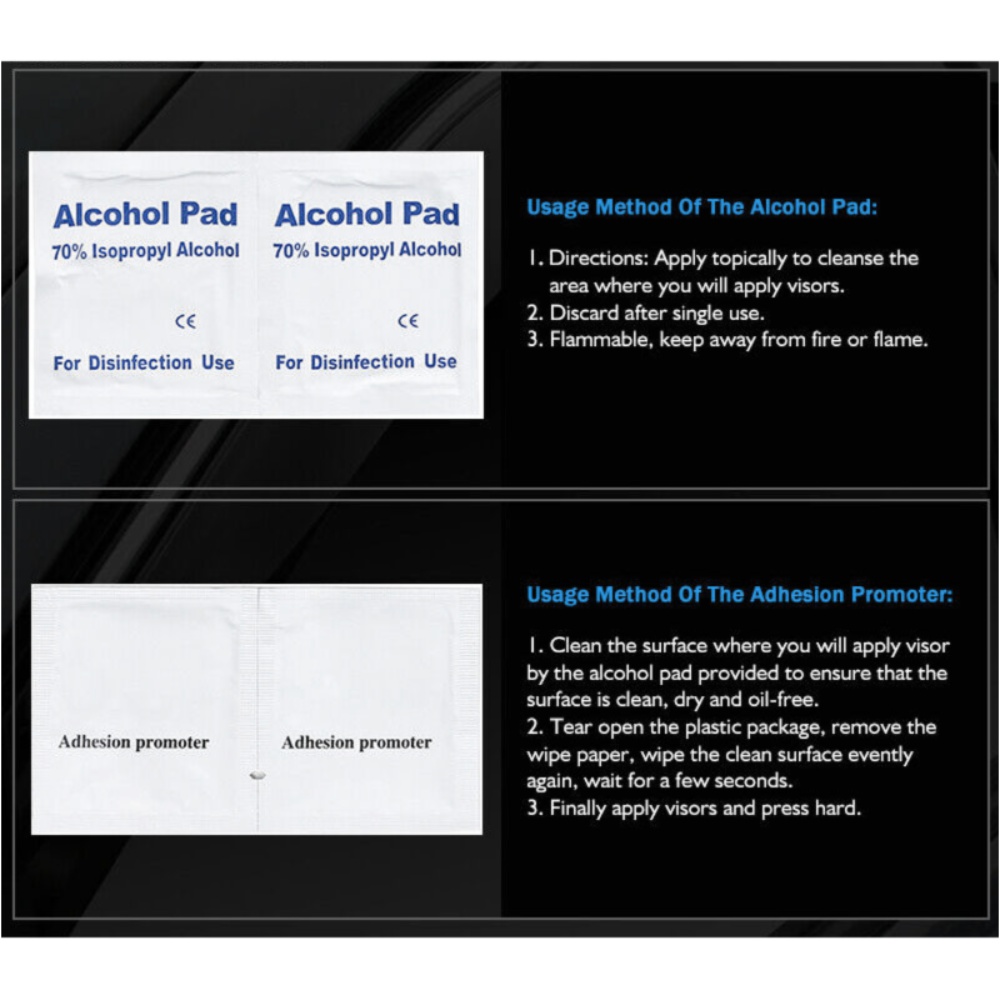 Alcohol Pad Alcohol Pad
70% Isopropyl Alcohol 70% Isopropyl Alcohol
CE CE
For Disinfection Use For Disinfection Use
Usage Method Of The Alcohol Pad:
1. Directions: Apply topically to cleanse the
area where you will apply visors.
2. Discard after single use.
3. Flammable, keep away from fire or flame.
Adhesion promoter Adhesion promoter
Usage Method Of The Adhesion Promoter:
1. Clean the surface where you will apply visor
by the alcohol pad provided to ensure that the
surface is clean, dry and oil-free.
2. Tear open the plastic package, remove the
wipe paper, wipe the clean surface evently
again, wait for a few seconds.
3. Finally apply visors and press hard.